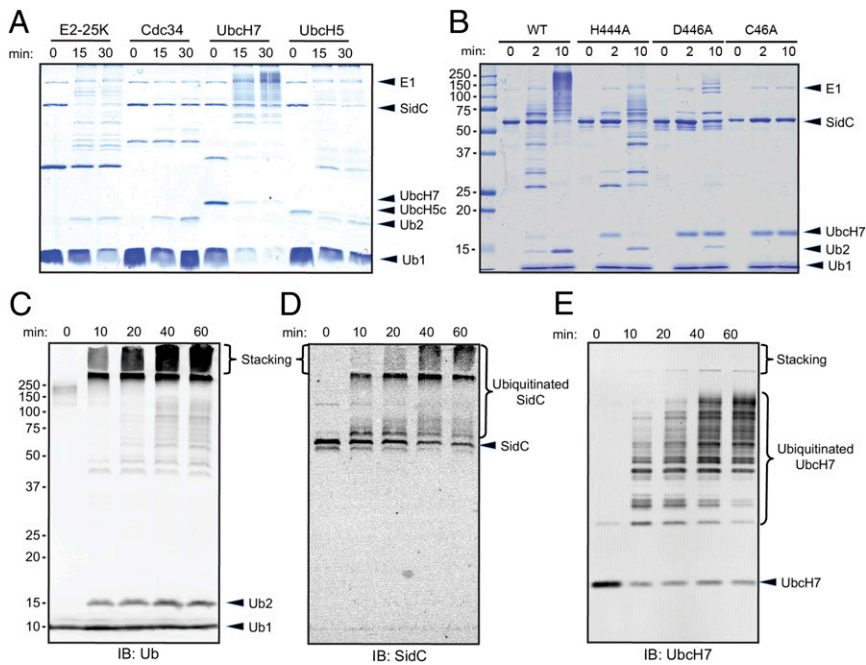 A
E2-25K Cdc34 UbcH7 UbcH5
min: 0 15 30 0 15 30 0 15 30 0 15 30
E1
SidC
UbcH7
UbcH5c
Ub2
Ub1
B
WT H444A D446A C46A
min: 0 2 10 0 2 10 0 2 10 0 2 10
250
150
100
75
50
37
25
20
15
E1
SidC
UbcH7
Ub2
Ub1
C
min: 0 10 20 40 60
Stacking
250
150
100
75
50
37
25
20
15
10
Ub2
Ub1
IB: Ub
D
min: 0 10 20 40 60
Ubiquitinated
SidC
SidC
IB: SidC
E
min: 0 10 20 40 60
Stacking
Ubiquitinated
UbcH7
UbcH7
IB: UbcH7